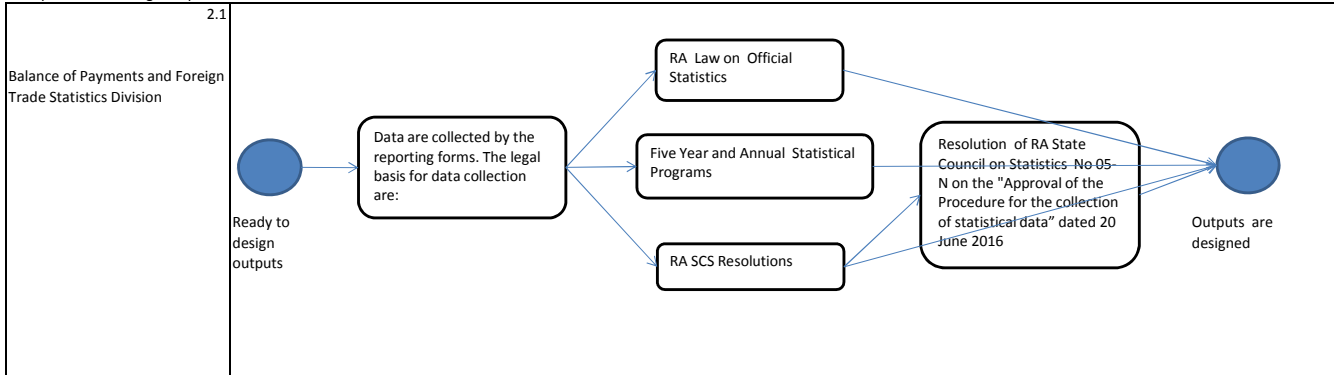 2.1
Balance of Payments and Foreign
Trade Statistics Division
Ready to
design
outputs
Data are collected by the
reporting forms. The legal
basis for data collection
are:
RA Law on Official
Statistics
Five Year and Annual Statistical
Programs
RA SCS Resolutions
Resolution of RA State
Council on Statistics No 05-
N on the "Approval of the
Procedure for the collection
of statistical data” dated 20
June 2016
Outputs are
designed